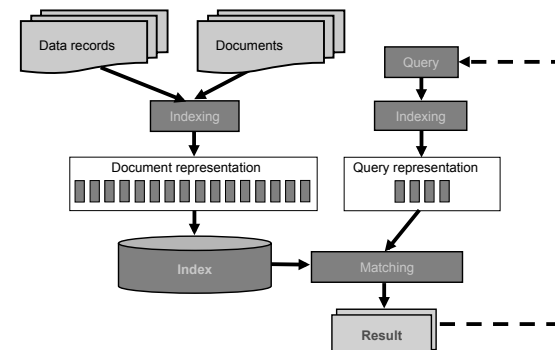 Data records
Documents
Query
Indexing
Indexing
Document representation
Query representation
Index
Matching
Result